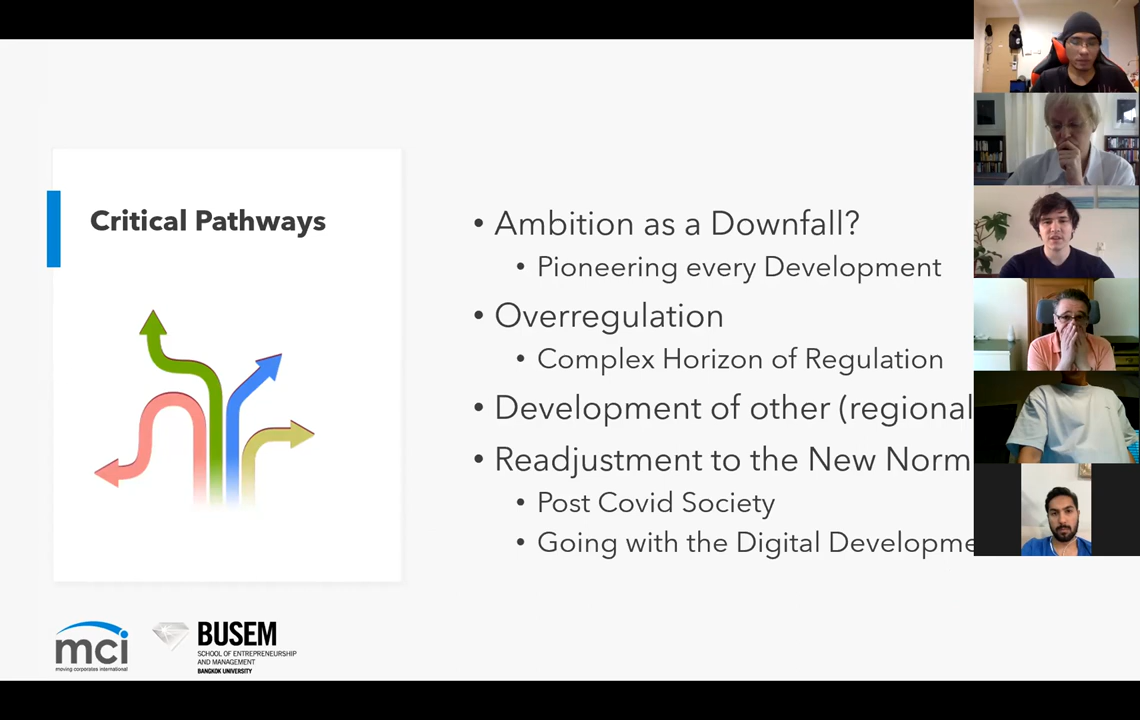 Critical Pathways
• Ambition as a Downfall?
• Pioneering every Development
• Overregulation
• Complex Horizon of Regulation
• Development of other (regional
• Readjustment to the New Norm
• Post Covid Society
• Going with the Digital Developme
mci
moving corporates international
BUSEM
SCHOOL OF ENTREPRENEURSHIP
AND MANAGEMENT
BANGKOK UNIVERSITY